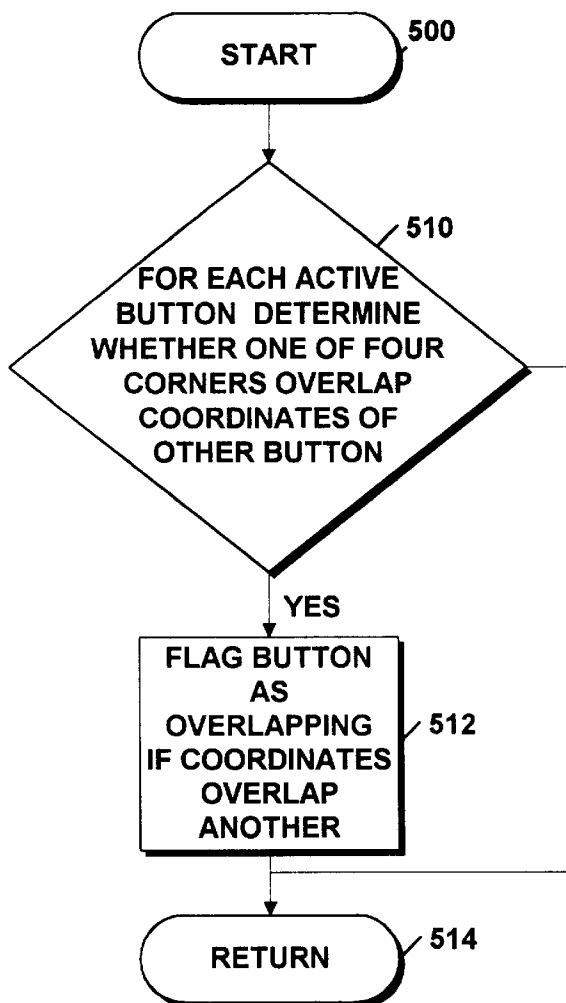 START
500
510
FOR EACH ACTIVE
BUTTON DETERMINE
WHETHER ONE OF FOUR
CORNERS OVERLAP
COORDINATES OF
OTHER BUTTON
YES
FLAG BUTTON
AS
OVERLAPPING
IF COORDINATES
OVERLAP
ANOTHER
512
RETURN
514